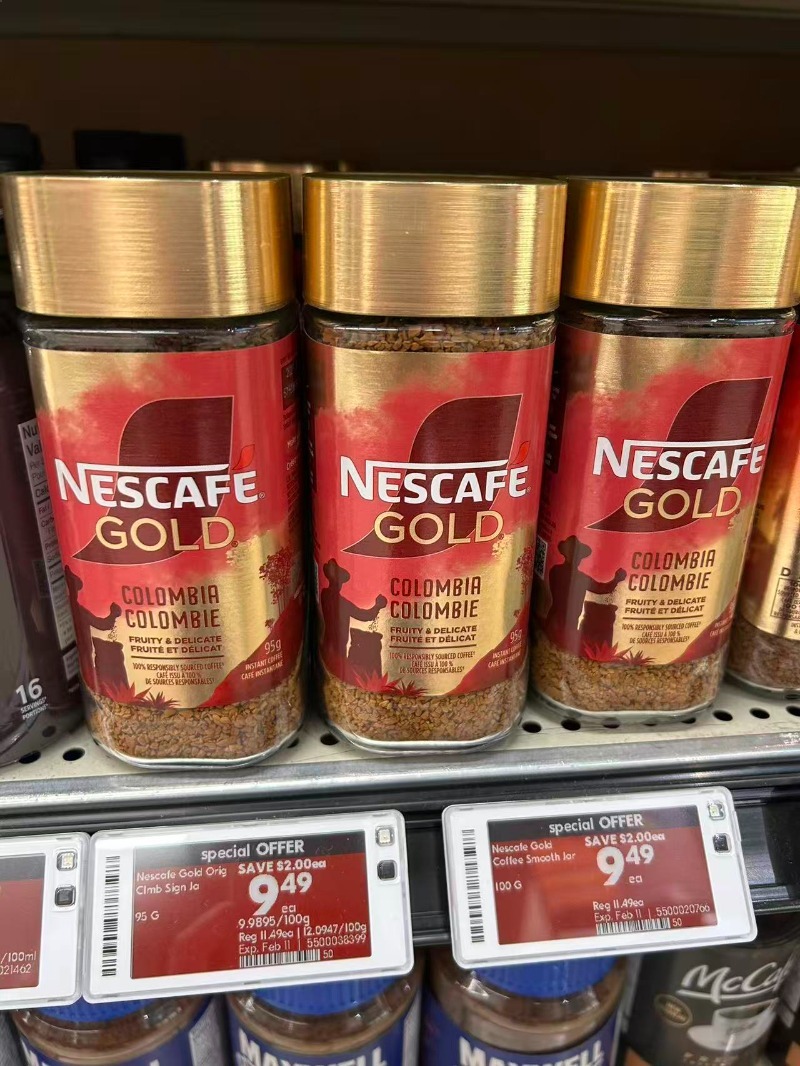 NESCAFÉ
GOLD
COLOMBIA
COLOMBIE
FRUITY & DELICATE
FRUITÉ ET DÉLICAT
100% RESPONSIBLY SOURCED COFFEE*
CAFÉ ISSU À 100 %
DE SOURCES RESPONSABLES*
95g
INSTANT COFFEE
CAFÉ INSTANTANÉ
NESCAFÉ
GOLD
COLOMBIA
COLOMBIE
FRUITY & DELICATE
FRUITÉ ET DÉLICAT
100% RESPONSIBLY SOURCED COFFEE*
CAFÉ ISSU À 100 %
DE SOURCES RESPONSABLES*
95g
INSTANT COFFEE
CAFÉ INSTANTANÉ
NESCAFÉ
GOLD
COLOMBIA
COLOMBIE
FRUITY & DELICATE
FRUITÉ ET DÉLICAT
100% RESPONSIBLY SOURCED COFFEE*
CAFÉ ISSU À 100 %
DE SOURCES RESPONSABLES*
16
SERVINGS
PORTIONS
/100ml
021462
special OFFER
Nescafe Gold Orig
Clmb Sign Ja
SAVE $2.00ea
9.49
ea
95 G
9.9895/100g
Reg 11.49ea | 12.0947/100g
Exp. Feb 11 | 5500038399
50
special OFFER
Nescafe Gold
Coffee Smooth Jar
SAVE $2.00ea
9.49
ea
100 G
Reg 11.49ea
Exp. Feb 11 | 5500020766
50
MAXWELL
MAXWELL
McCa